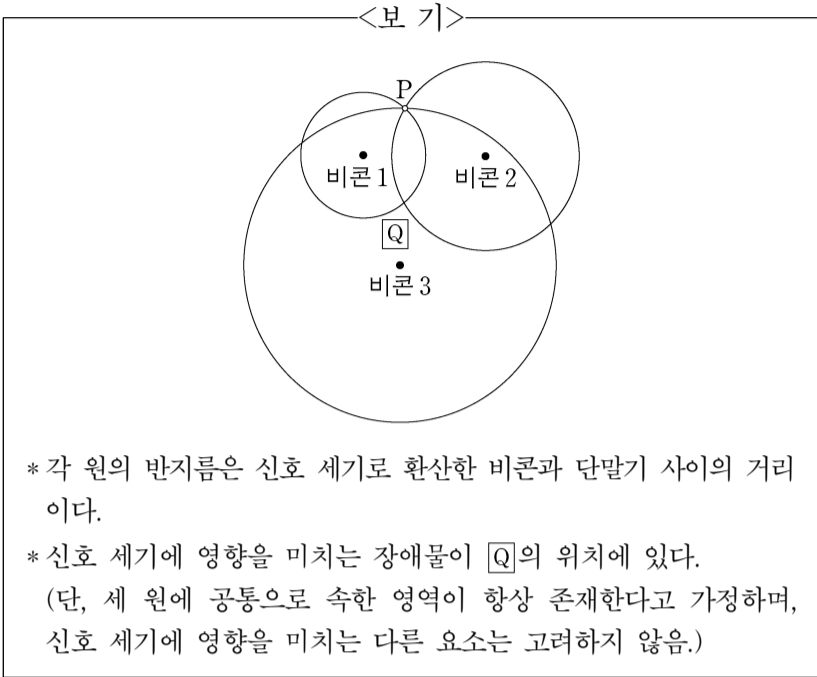 <보 기>
P
비콘 1
비콘 2
Q
비콘 3
* 각 원의 반지름은 신호 세기로 환산한 비콘과 단말기 사이의 거리
이다.
* 신호 세기에 영향을 미치는 장애물이 Q의 위치에 있다.
(단, 세 원에 공통으로 속한 영역이 항상 존재한다고 가정하며,
신호 세기에 영향을 미치는 다른 요소는 고려하지 않음.)